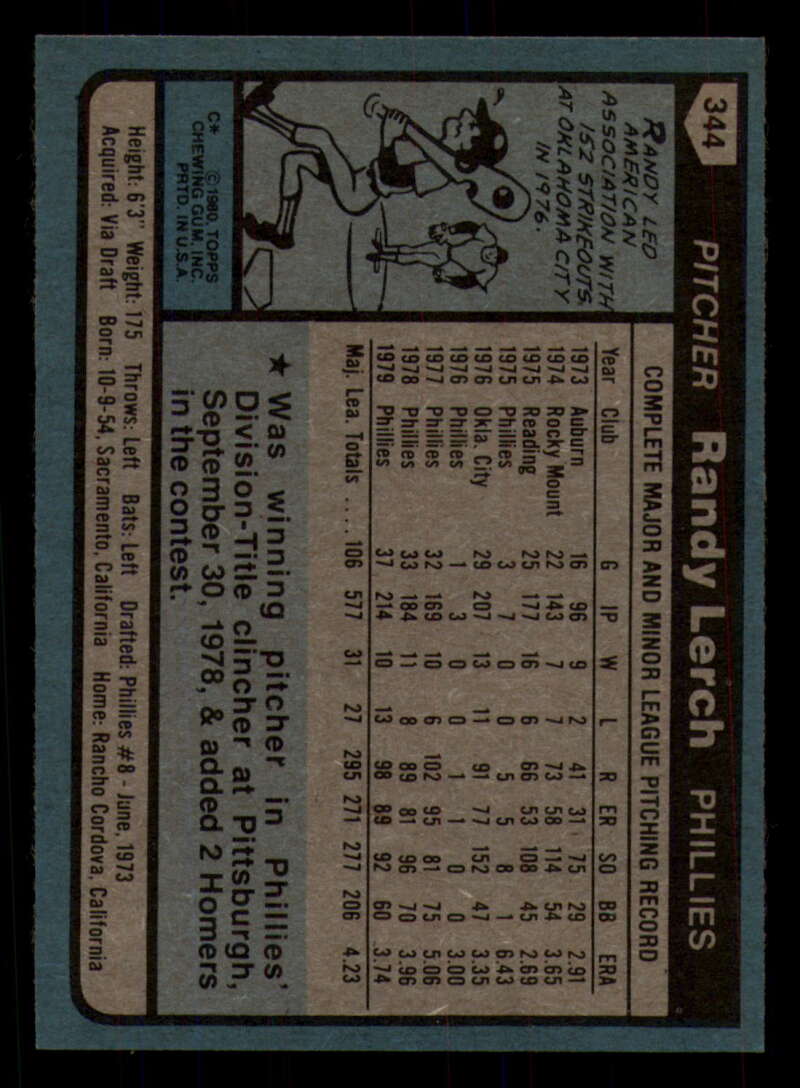 344 PITCHER Randy Lerch PHILLIES
RANDY LED
AMERICAN
ASSOCIATION WITH
152 STRIKEOUTS
AT OKLAHOMA CITY
IN 1976.
C* © 1980 TOPPS
CHEWING GUM, INC.
PRTD. IN U.S.A.
COMPLETE MAJOR AND MINOR LEAGUE PITCHING RECORD
Year Club G IP W L R ER SO BB ERA
1973 Auburn 16 96 9 2 41 31 75 29 2.91
1974 Rocky Mount 22 143 7 7 73 58 114 54 3.65
1975 Reading 25 177 16 6 66 53 108 45 2.69
1975 Phillies 3 7 0 0 5 5 8 1 6.43
1976 Okla. City 29 207 13 11 91 77 152 47 3.35
1976 Phillies 1 3 0 0 1 1 0 0 3.00
1977 Phillies 32 169 10 6 102 95 81 75 5.06
1978 Phillies 33 184 11 8 89 81 96 70 3.96
1979 Phillies 37 214 10 13 98 89 92 60 3.74
Maj. Lea. Totals .... 106 577 31 27 295 271 277 206 4.23
★ Was winning pitcher in Phillies'
Division-Title clincher at Pittsburgh,
September 30, 1978, & added 2 Homers
in the contest.
Height: 6'3" Weight: 175 Throws: Left Bats: Left Drafted: Phillies #8 - June, 1973
Acquired: Via Draft Born: 10-9-54, Sacramento, California Home: Rancho Cordova, California